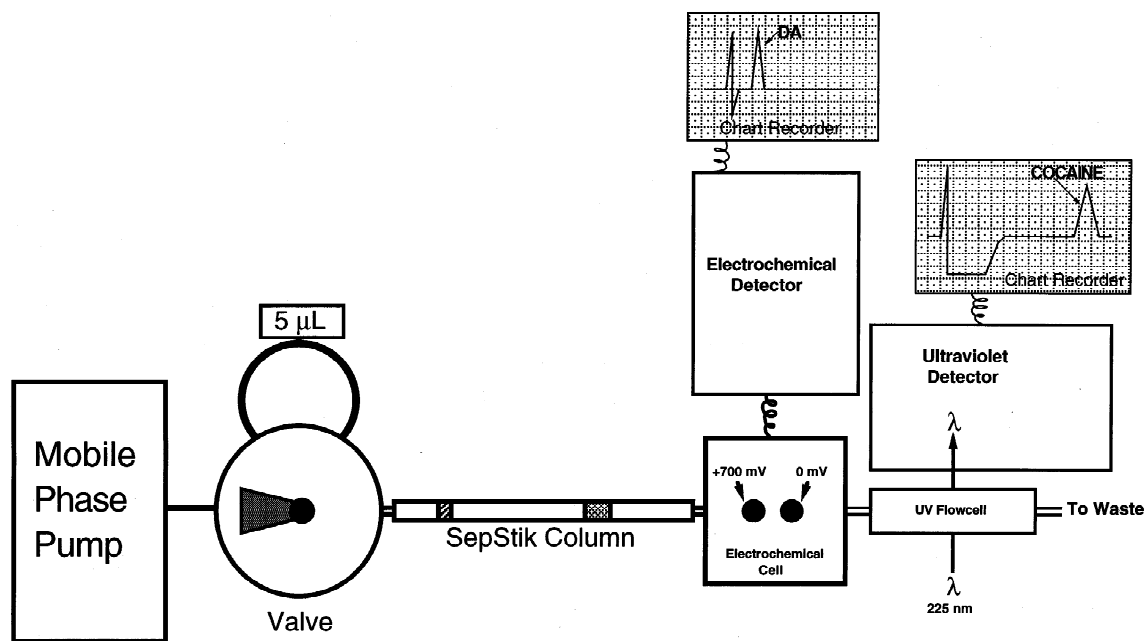 DA
Chart Recorder
COCAINE
Chart Recorder
Electrochemical
Detector
5 µL
Ultraviolet
Detector
λ
Mobile
Phase
Pump
+700 mV
0 mV
UV Flowcell
To Waste
SepStik Column
Electrochemical
Cell
λ
225 nm
Valve